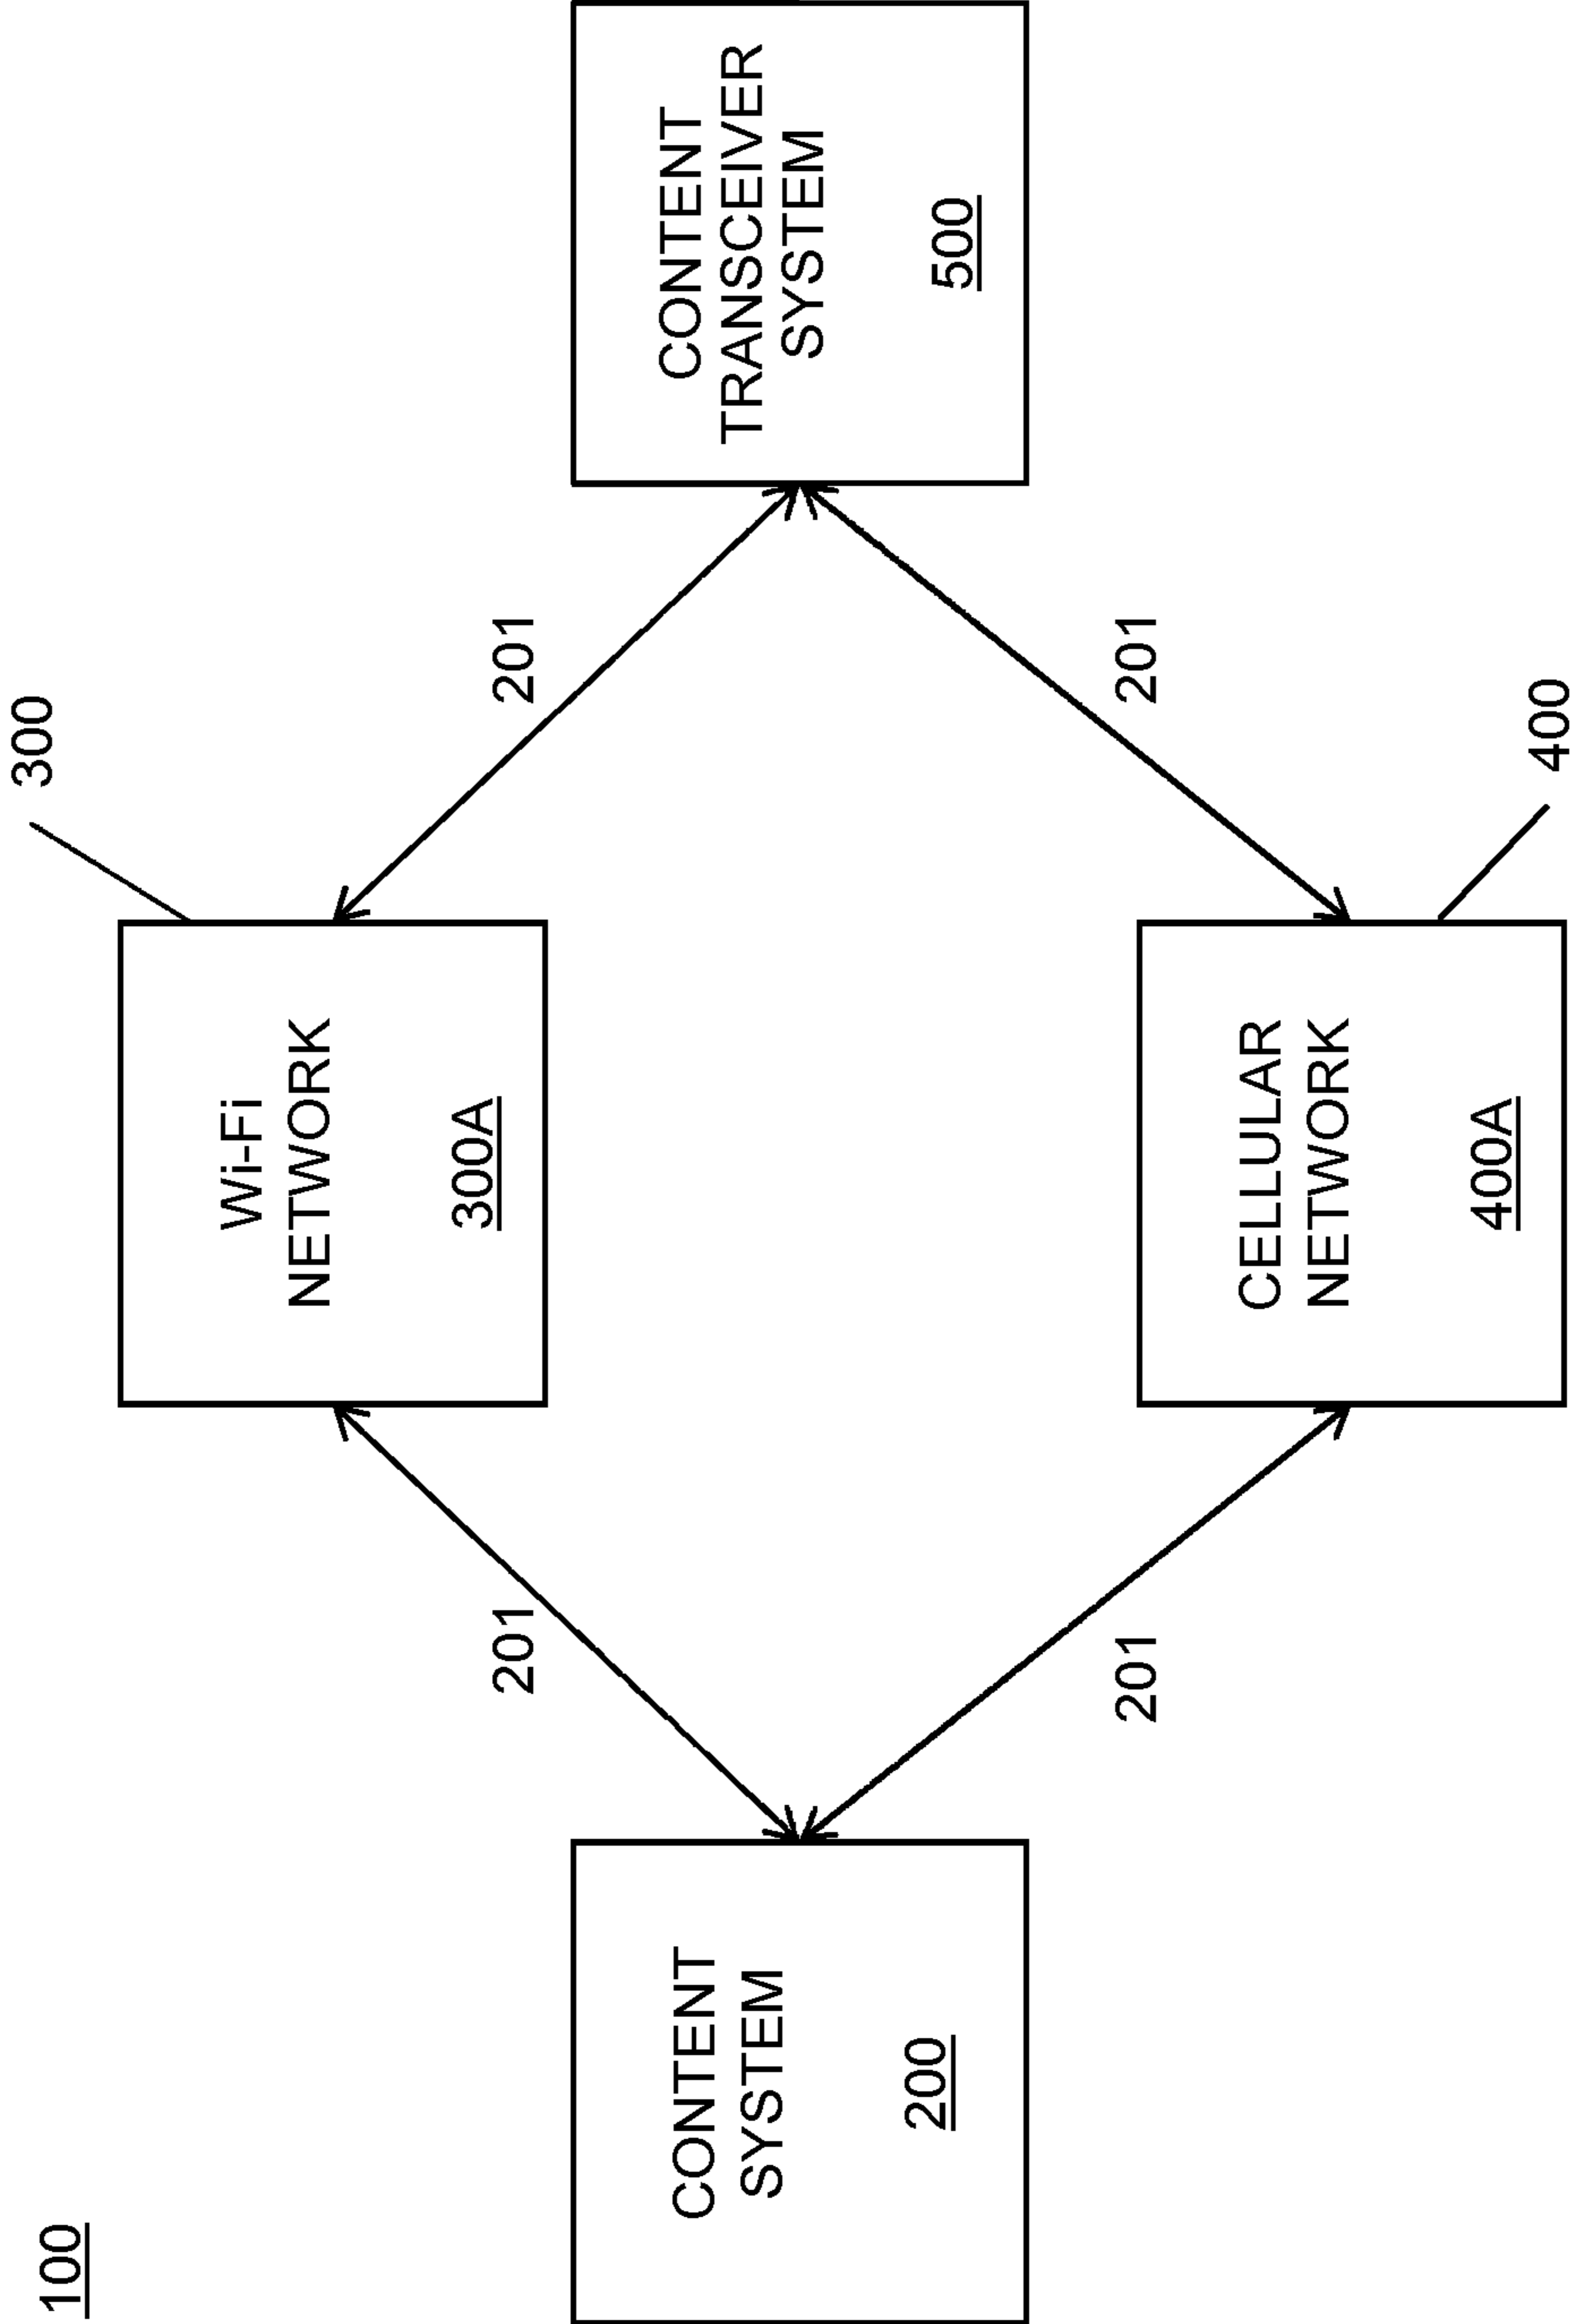 100
300
Wi-Fi
NETWORK
300A
201
201
CONTENT
SYSTEM
200
CONTENT
TRANSCEIVER
SYSTEM
500
201
201
CELLULAR
NETWORK
400A
400